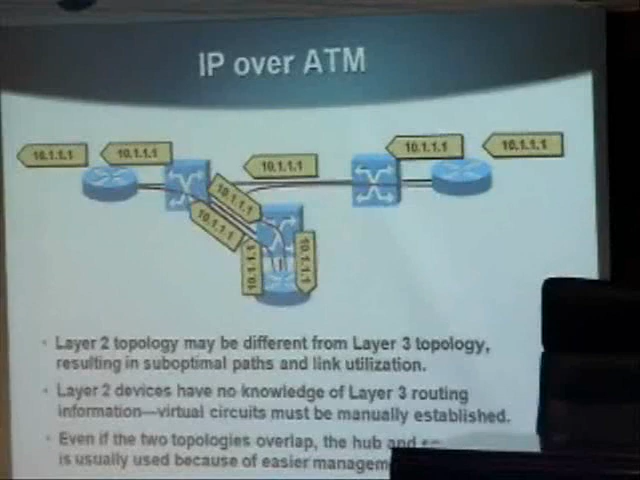 IP over ATM
10.1.1.1
10.1.1.1
10.1.1.1
10.1.1.1
10.1.1.1
10.1.1.1
10.1.1.1
10.1.1.1
10.1.1.1
Layer 2 topology may be different from Layer 3 topology,
resulting in suboptimal paths and link utilization.
Layer 2 devices have no knowledge of Layer 3 routing
information—virtual circuits must be manually established.
Even if the two topologies overlap, the hub and
is usually used because of easier